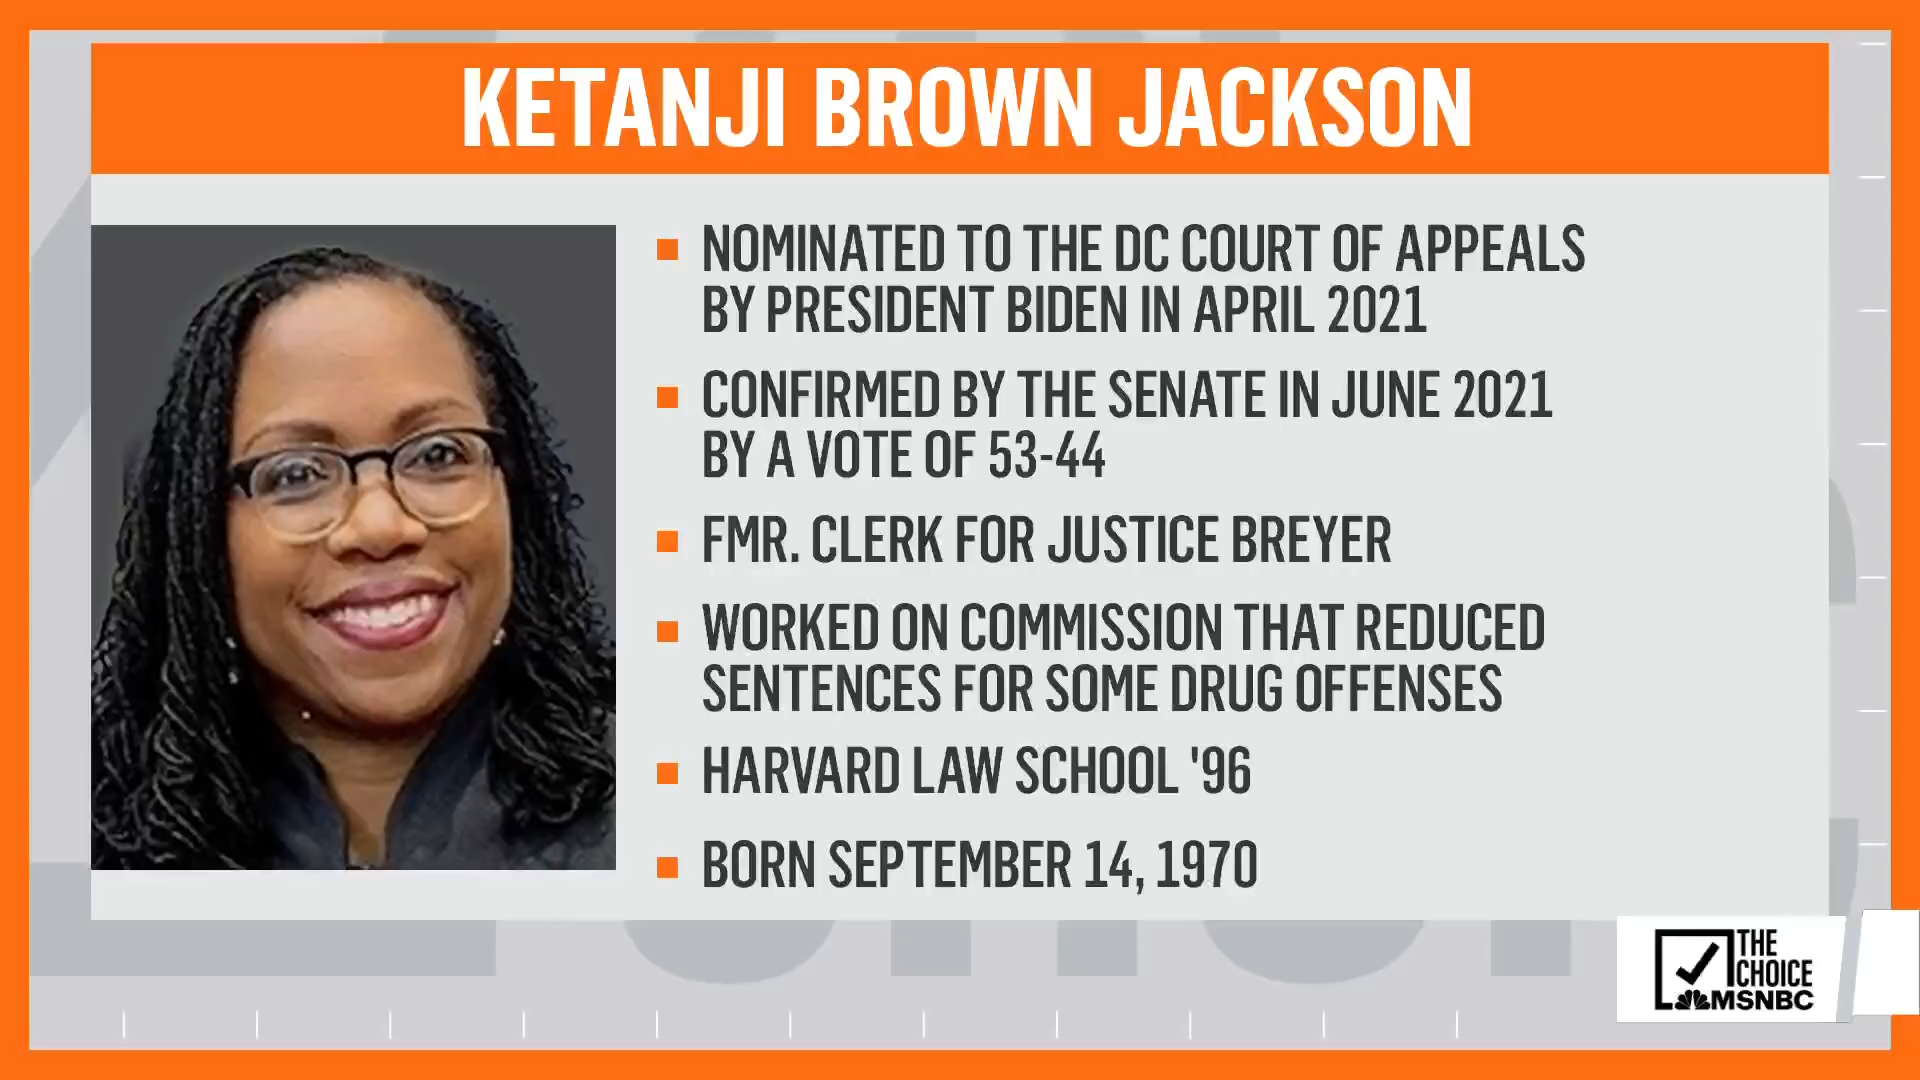 KETANJI BROWN JACKSON
NOMINATED TO THE DC COURT OF APPEALS
BY PRESIDENT BIDEN IN APRIL 2021
CONFIRMED BY THE SENATE IN JUNE 2021
BY A VOTE OF 53-44
FMR. CLERK FOR JUSTICE BREYER
WORKED ON COMMISSION THAT REDUCED
SENTENCES FOR SOME DRUG OFFENSES
HARVARD LAW SCHOOL '96
BORN SEPTEMBER 14, 1970
THE
CHOICE
MSNBC